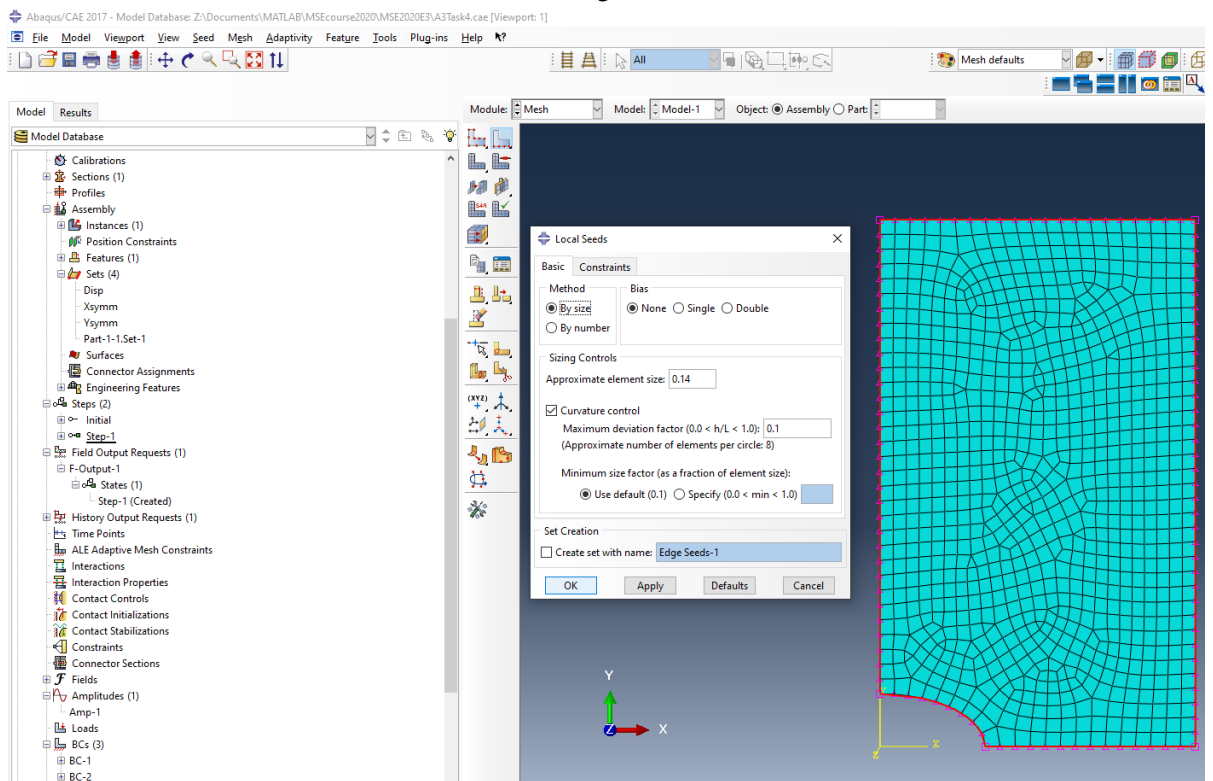 Abaqus/CAE 2017 - Model Database: Z:\Documents\MATLAB\MSEcourse2020\MSE2020E3\A3Task4.cae [Viewport: 1]
File Model Viewport View Seed Mesh Adaptivity Feature Tools Plug-ins Help
All
Mesh defaults
Model Results
Module: Mesh Model: Model-1 Object: Assembly Part:
Model Database
Calibrations
Sections (1)
Profiles
Assembly
Instances (1)
Position Constraints
Features (1)
Sets (4)
Disp
Xsymm
Ysymm
Part-1-1.Set-1
Surfaces
Connector Assignments
Engineering Features
Steps (2)
Initial
Step-1
Field Output Requests (1)
F-Output-1
States (1)
Step-1 (Created)
History Output Requests (1)
Time Points
ALE Adaptive Mesh Constraints
Interactions
Interaction Properties
Contact Controls
Contact Initializations
Contact Stabilizations
Constraints
Connector Sections
Fields
Amplitudes (1)
Amp-1
Loads
BCs (3)
BC-1
BC-2
(XYZ)
Local Seeds
Basic Constraints
Method
By size
By number
Bias
None Single Double
Sizing Controls
Approximate element size: 0.14
Curvature control
Maximum deviation factor (0.0 < h/L < 1.0): 0.1
(Approximate number of elements per circle: 8)
Minimum size factor (as a fraction of element size):
Use default (0.1) Specify (0.0 < min < 1.0)
Set Creation
Create set with name: Edge Seeds-1
OK Apply Defaults Cancel
Y
Z X
X
Z